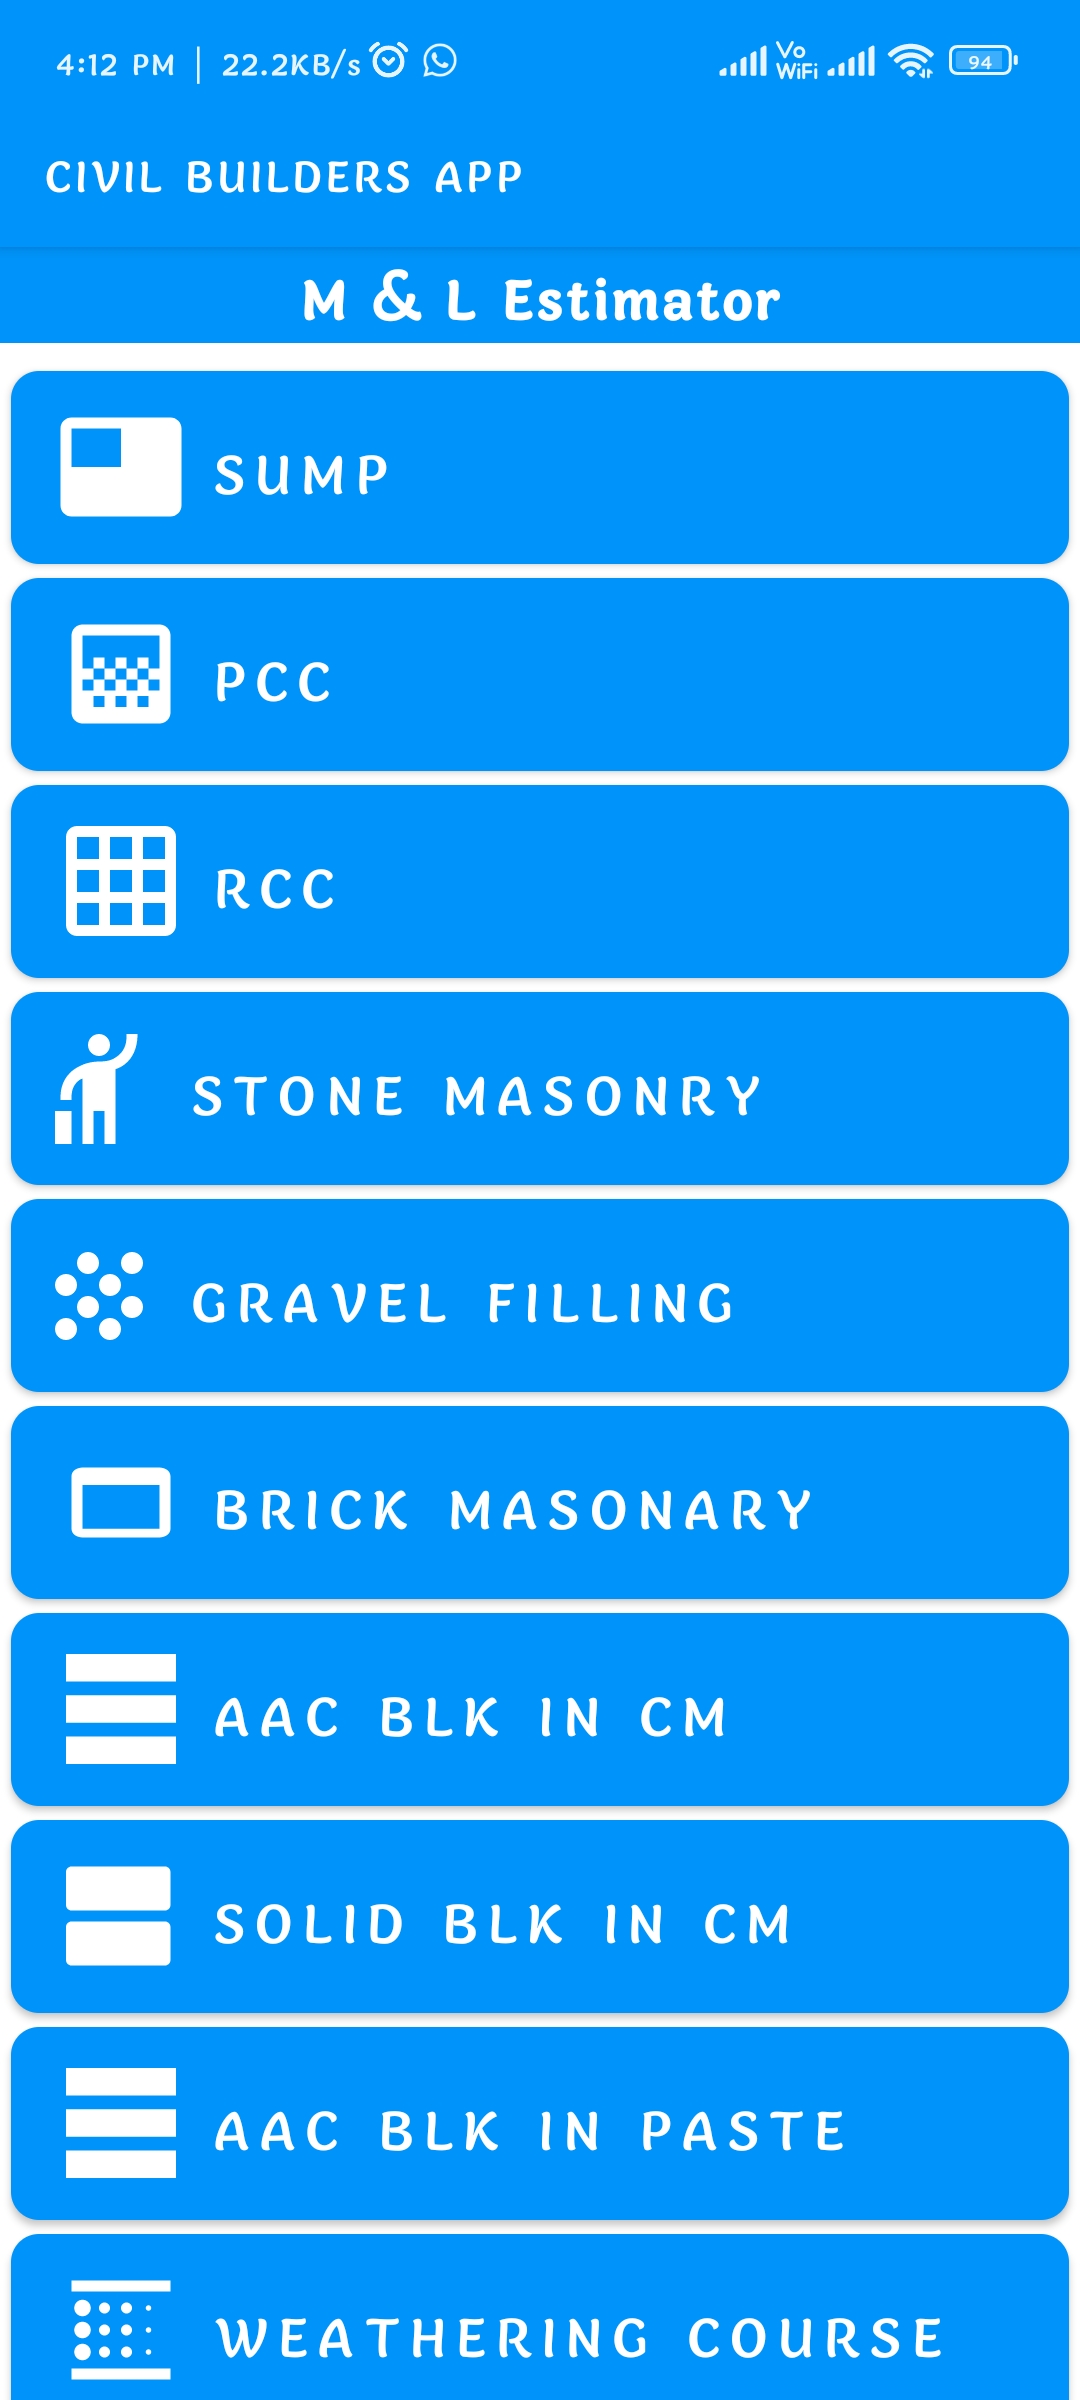 4:12 PM | 22.2KB/s Vo WiFi 94
CIVIL BUILDERS APP
M & L Estimator
SUMP
PCC
RCC
STONE MASONRY
GRAVEL FILLING
BRICK MASONARY
AAC BLK IN CM
SOLID BLK IN CM
AAC BLK IN PASTE
WEATHERING COURSE